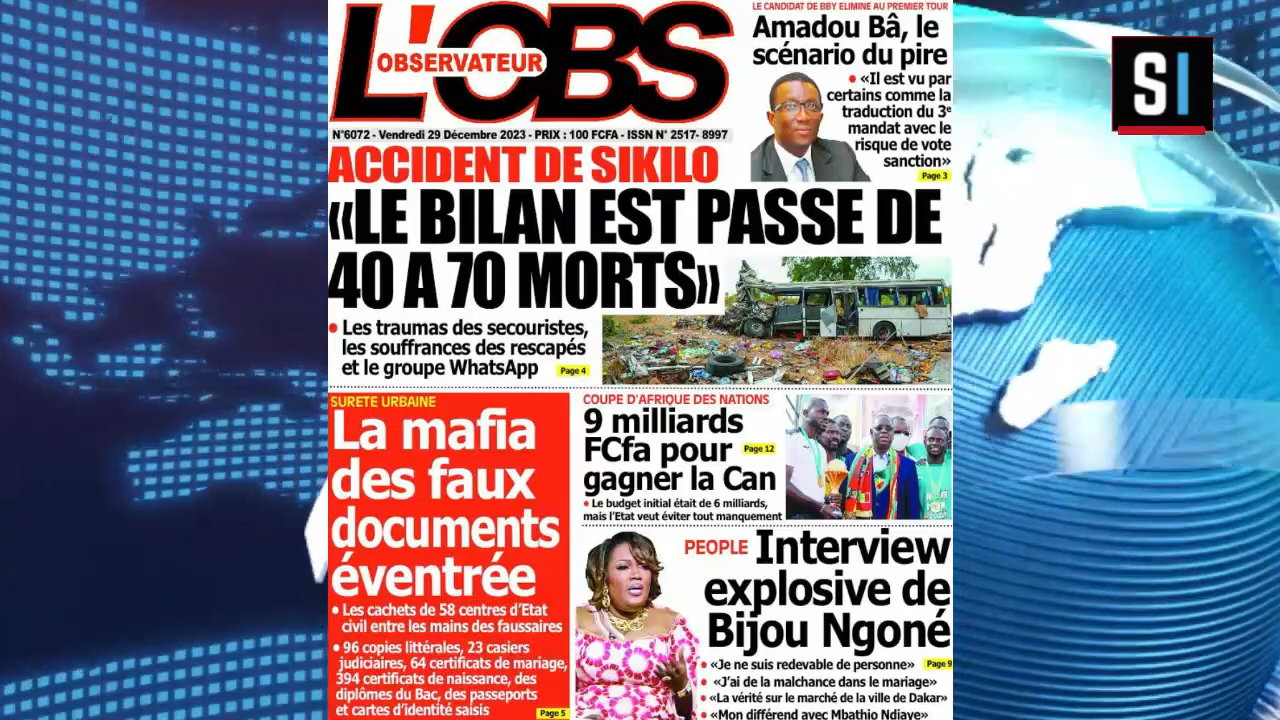 L'OBS
OBSERVATEUR
N°6072 - Vendredi 29 Décembre 2023 - PRIX : 100 FCFA - ISSN N° 2517- 8997
LE CANDIDAT DE BBY ELIMINE AU PREMIER TOUR
Amadou Bâ, le
scénario du pire
• «Il est vu par
certains comme la
traduction du 3e
mandat avec le
risque de vote
sanction»
Page 3
SI
ACCIDENT DE SIKILO
«LE BILAN EST PASSE DE
40 A 70 MORTS»
• Les traumas des secouristes,
les souffrances des rescapés
et le groupe WhatsApp Page 4
SURETE URBAINE
La mafia
des faux
documents
éventrée
• Les cachets de 58 centres d'Etat
civil entre les mains des faussaires
• 96 copies littérales, 23 casiers
judiciaires, 64 certificats de mariage,
394 certificats de naissance, des
diplômes du Bac, des passeports
et cartes d'identité saisis Page 5
COUPE D'AFRIQUE DES NATIONS
9 milliards
FCfa pour Page 12
gagner la Can
• Le budget initial était de 6 milliards,
mais l'Etat veut éviter tout manquement
PEOPLE Interview
explosive de
Bijou Ngoné
• «Je ne suis redevable de personne» Page 9
• «J'ai de la malchance dans le mariage»
• «La vérité sur le marché de la ville de Dakar»
• «Mon différend avec Mbathio Ndiaye»